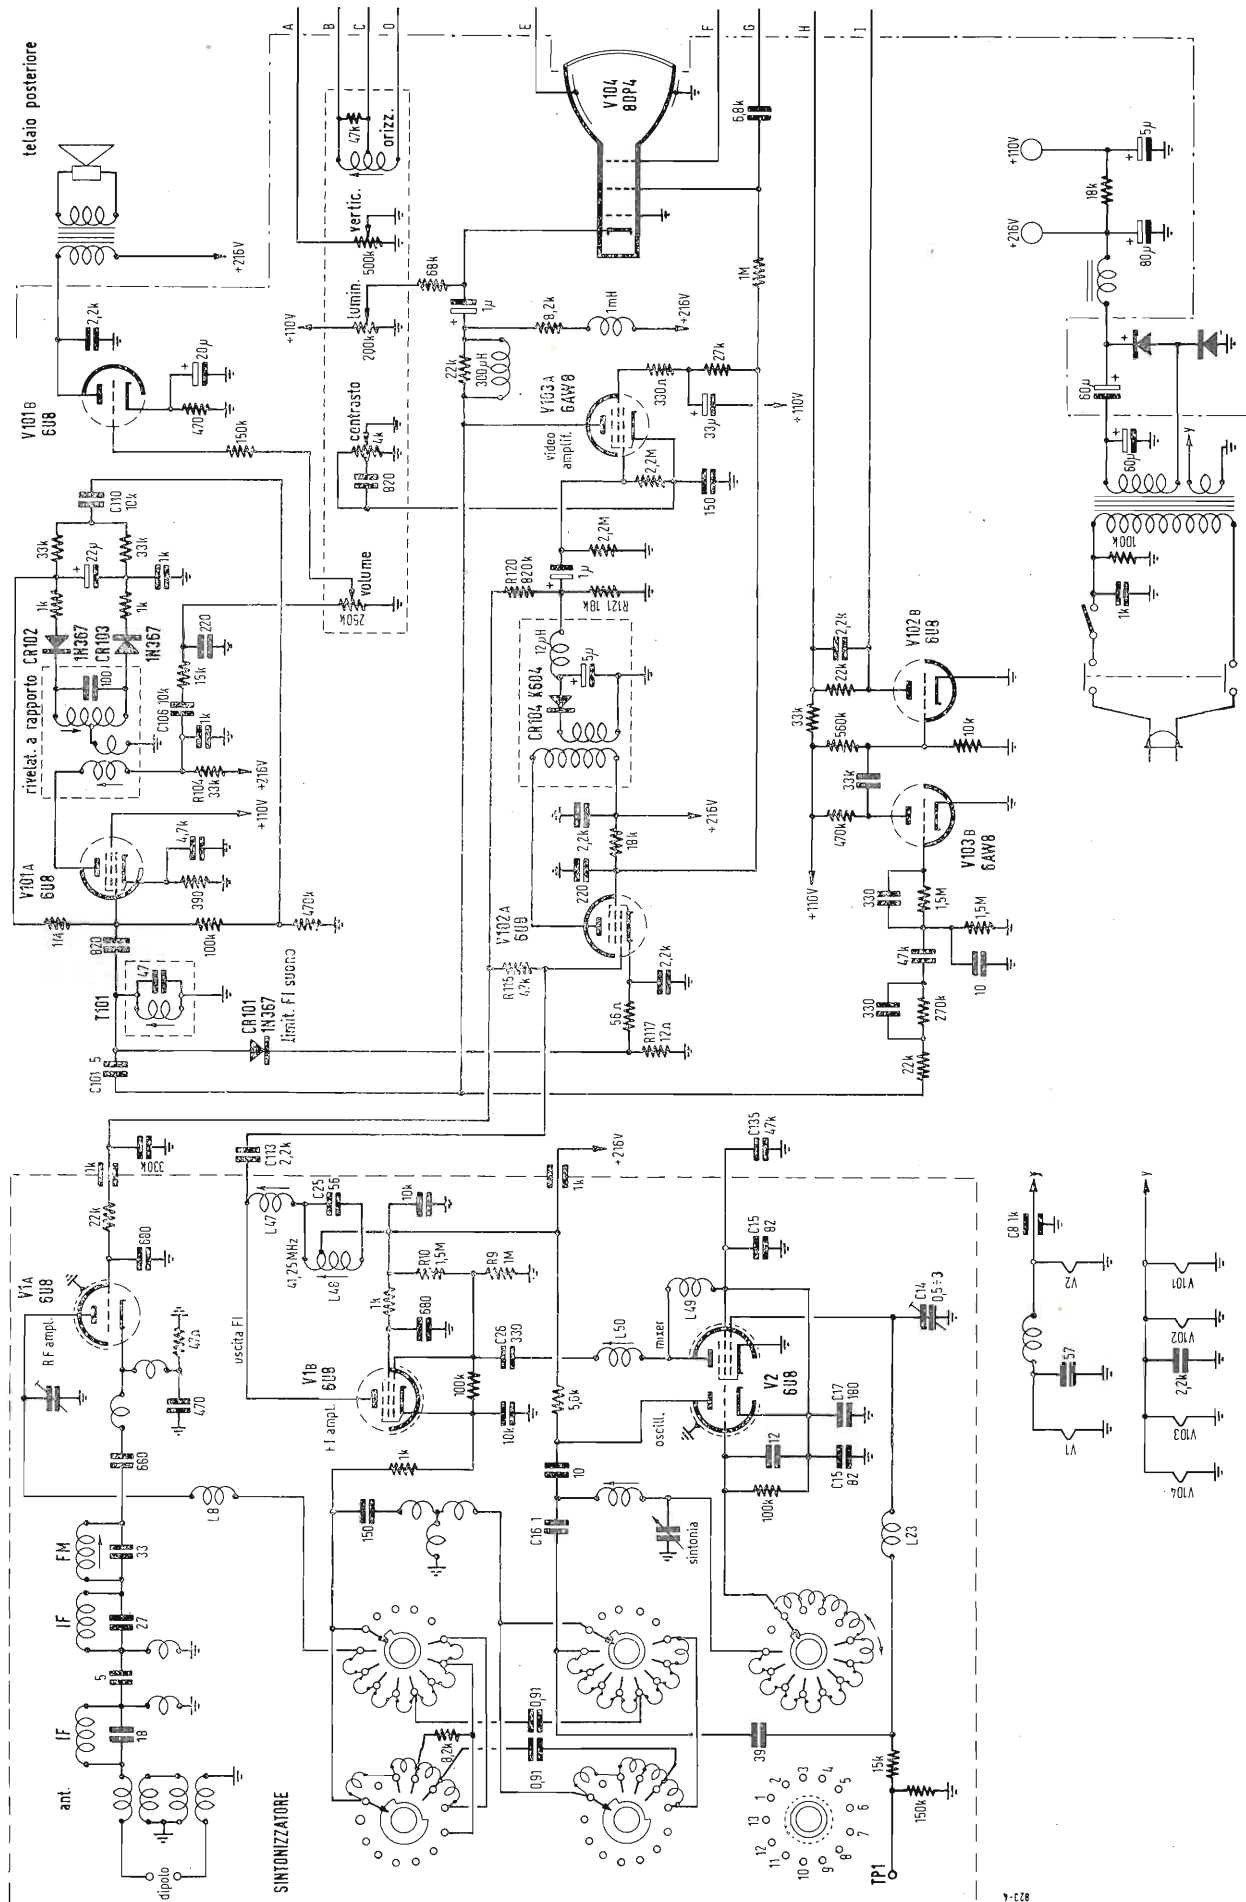 telaio posteriore
A
B
C
D
E
F
G
H
I
+216V
2,2k
V101B
6U8
20µ
470
150k
C110
10k
33k
33k
22µ
1k
1k
1k
rivelat. a rapporto
CR102
1N367
CR103
1N367
100
220
15k
C106 10k
1k
R104
33k
+216V
+110V
V101A
6U8
4,7k
390
1M
820
100k
470k
T101
47
CR101
1N367
limit. FI suono
C101 5
47k
orizz.
vertic.
500k
lumin.
200k
+110V
68k
contrasto
4k
820
volume
250k
V104
8DP4
6,8k
1M
1µ
22k
300µH
8,2k
1mH
+216V
V103A
6AW8
video
amplif.
330Ω
27k
33µ
+110V
2,2M
150
2,2M
1µ
R120
820k
R121 18k
12µH
5µ
CR104 K604
2,2k
18k
+216V
220
V102A
6U8
R115
47k
2,2k
56Ω
R117
12Ω
2,2k
22k
V102B
6U8
33k
560k
10k
33k
470k
+110V
V103B
6AW8
330
1,5M
1,5M
47k
10
330
270k
22k
+110V
5µ
18k
+216V
80µ
60µ
60µ
y
100k
1k
1k
330k
22k
680
V1A
6U8
RF ampl.
47Ω
470
660
L8
FM
33
IF
27
5
IF
18
ant.
dipolo
SINTONIZZATORE
C113
2,2k
L47
C25
56
41,25MHz
L48
uscita FI
10k
R10
1,5M
R9
1M
1k
680
V1B
6U8
FI ampl.
C26
330
100k
10k
1k
150
+216V
1k
5,6k
10
C16 1
L50
L49
mixer
V2
6U8
oscill.
C135
47k
C15
82
C14
0,5÷3
C17
180
12
C15
82
100k
sintonia
L23
0,91
0,91
8,2k
39
15k
150k
TP1
1
2
3
4
5
6
7
8
9
10
11
12
13
y
C8 1k
V2
57
V1
y
V101
V102
2,2k
V103
V104
823-4